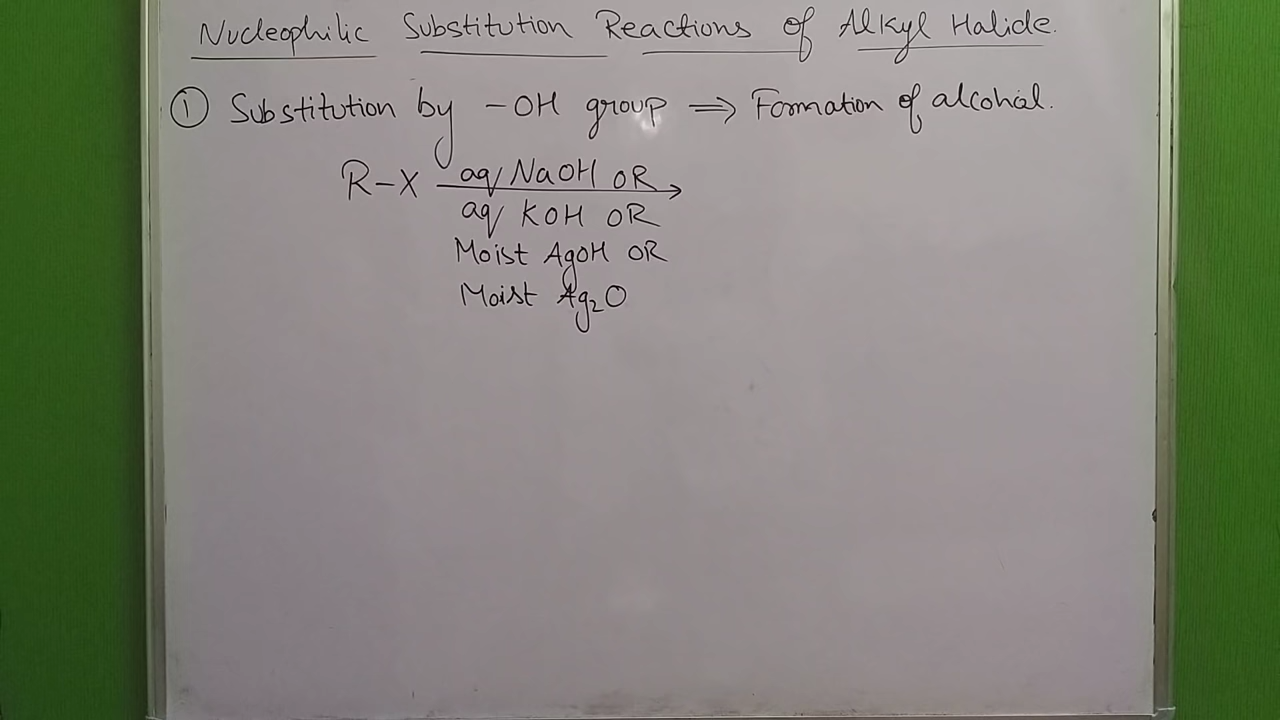 Nucleophilic Substitution Reactions of Alkyl Halide.
① Substitution by -OH group ⇒ Formation of alcohal.
R-X aq NaOH OR →
aq KOH OR
Moist AgOH OR
Moist Ag₂O